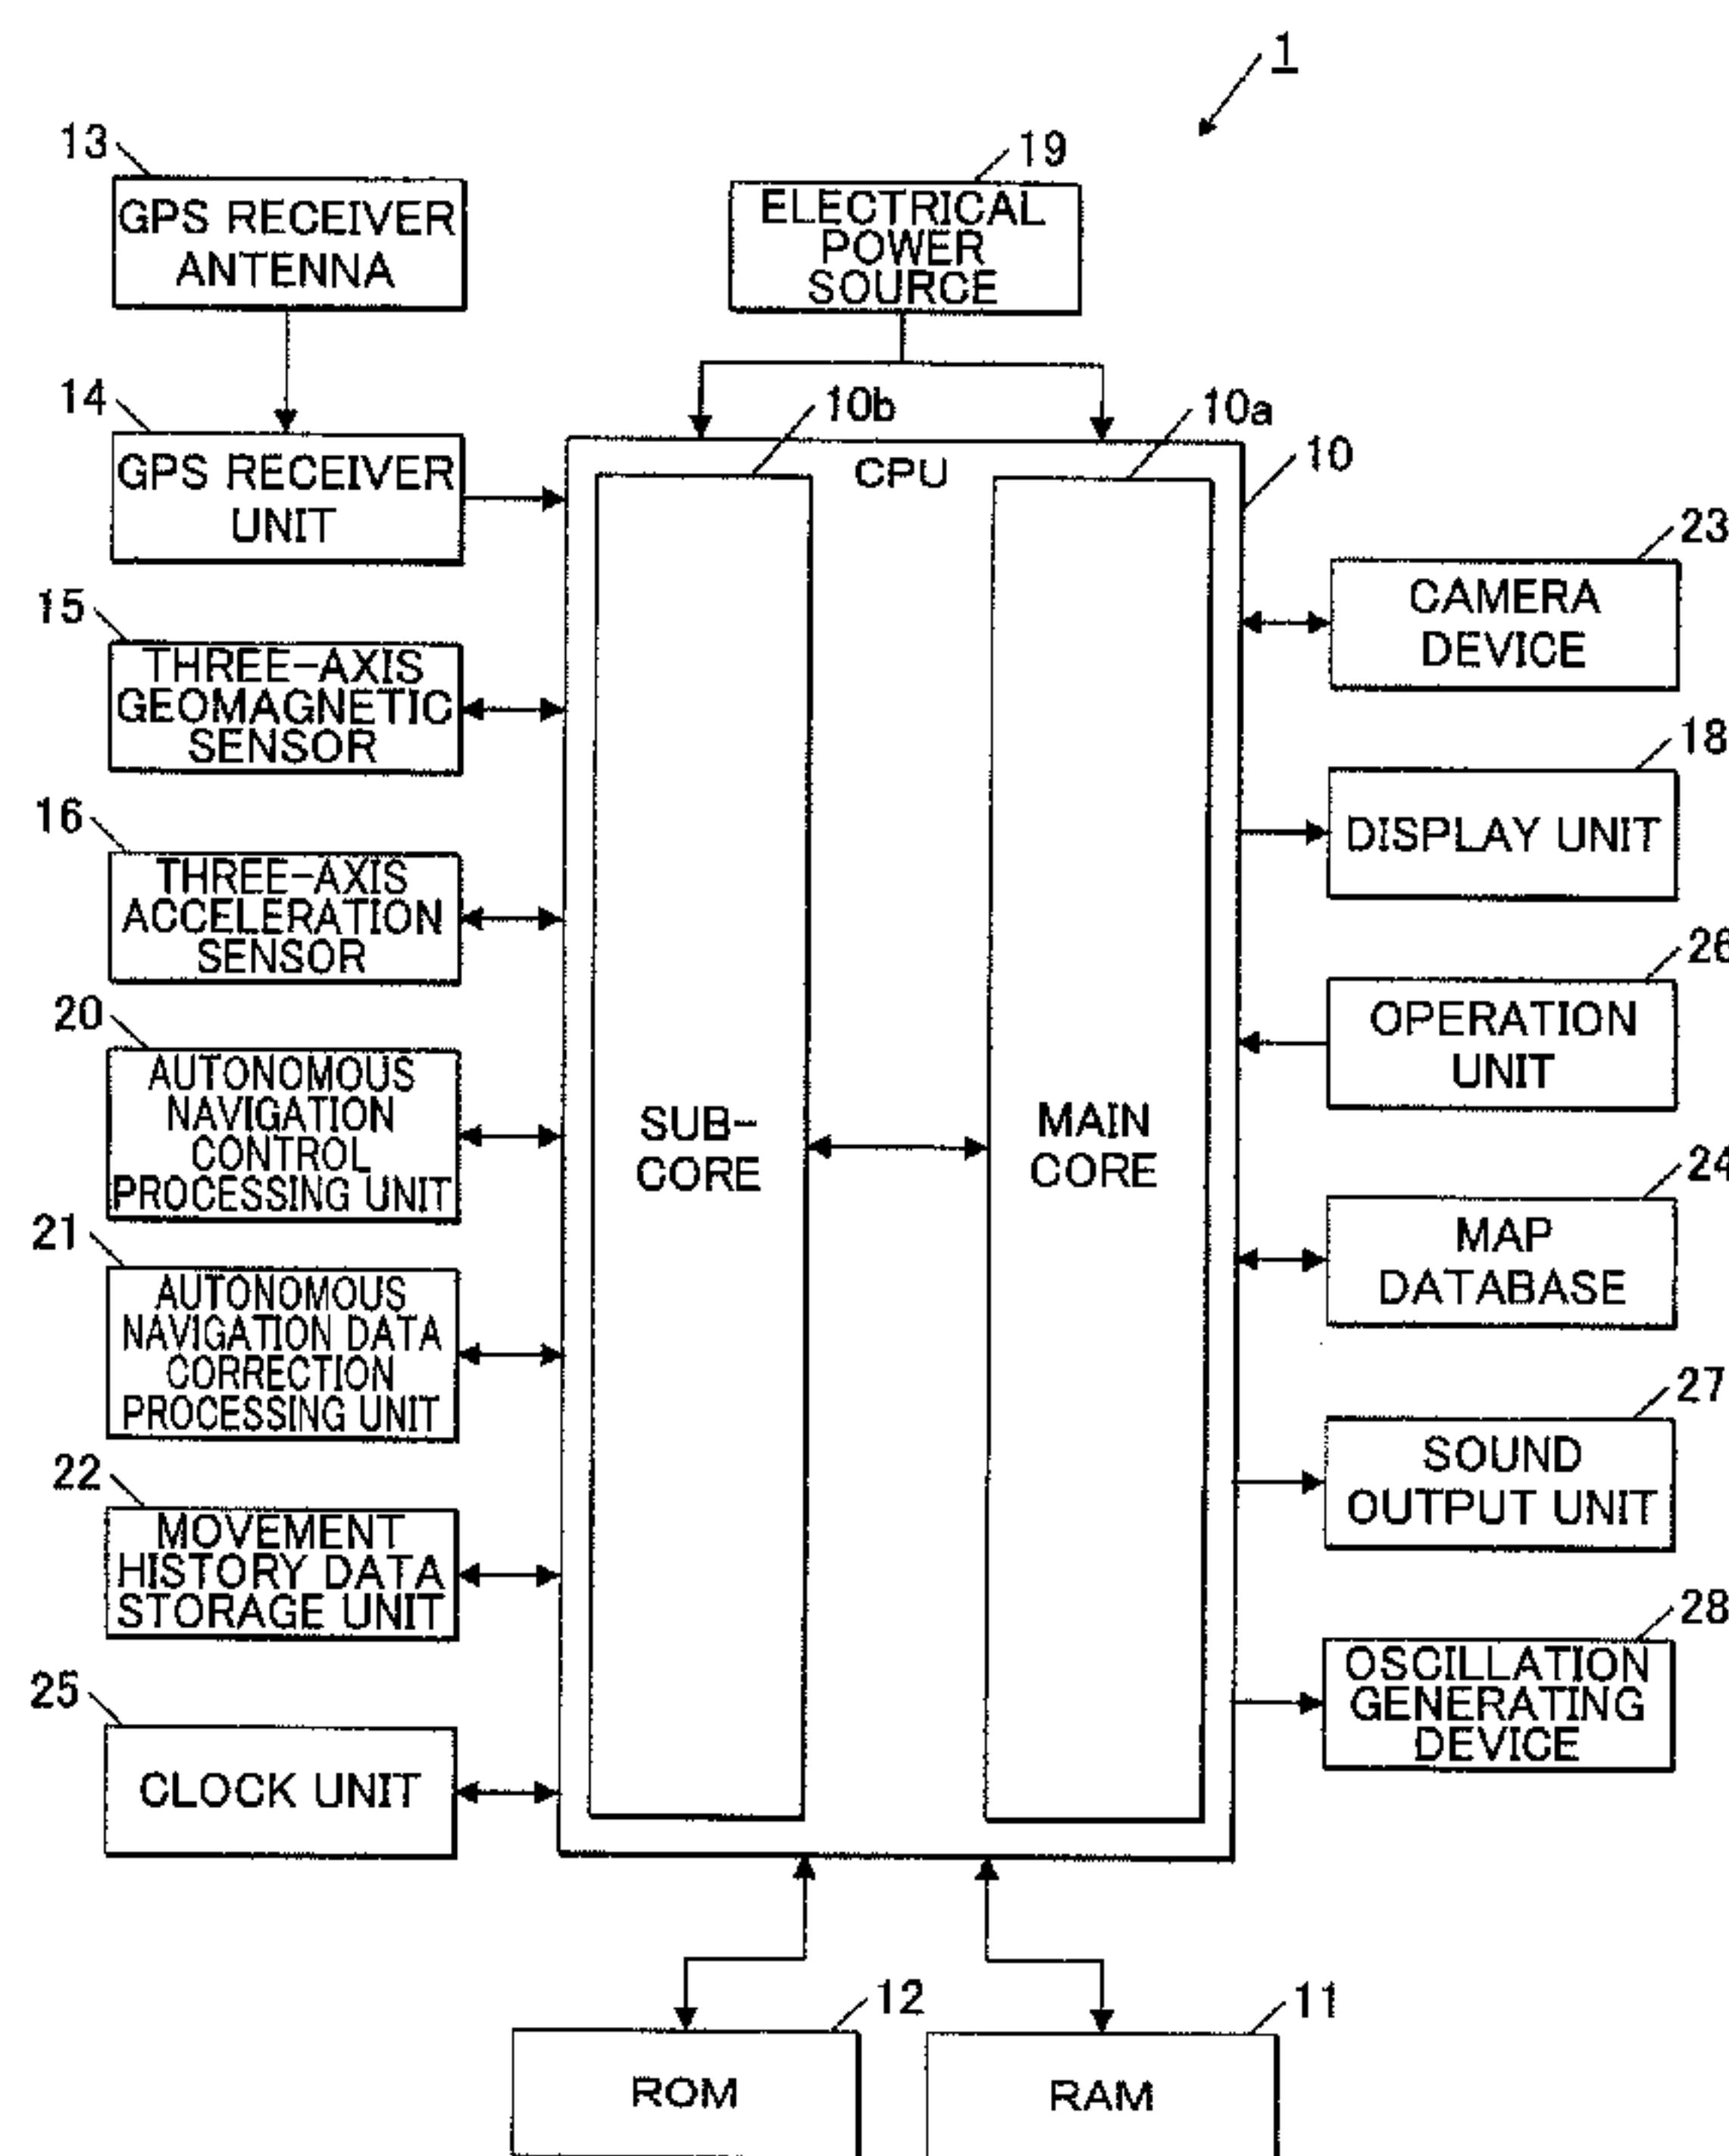 1
13
GPS RECEIVER
ANTENNA
19
ELECTRICAL
POWER
SOURCE
14
GPS RECEIVER
UNIT
10b
10a
CPU
10
15
THREE-AXIS
GEOMAGNETIC
SENSOR
23
CAMERA
DEVICE
16
THREE-AXIS
ACCELERATION
SENSOR
18
DISPLAY UNIT
20
AUTONOMOUS
NAVIGATION
CONTROL
PROCESSING UNIT
26
OPERATION
UNIT
SUB-
CORE
MAIN
CORE
21
AUTONOMOUS
NAVIGATION DATA
CORRECTION
PROCESSING UNIT
24
MAP
DATABASE
22
MOVEMENT
HISTORY DATA
STORAGE UNIT
27
SOUND
OUTPUT UNIT
25
CLOCK UNIT
28
OSCILLATION
GENERATING
DEVICE
12
ROM
11
RAM